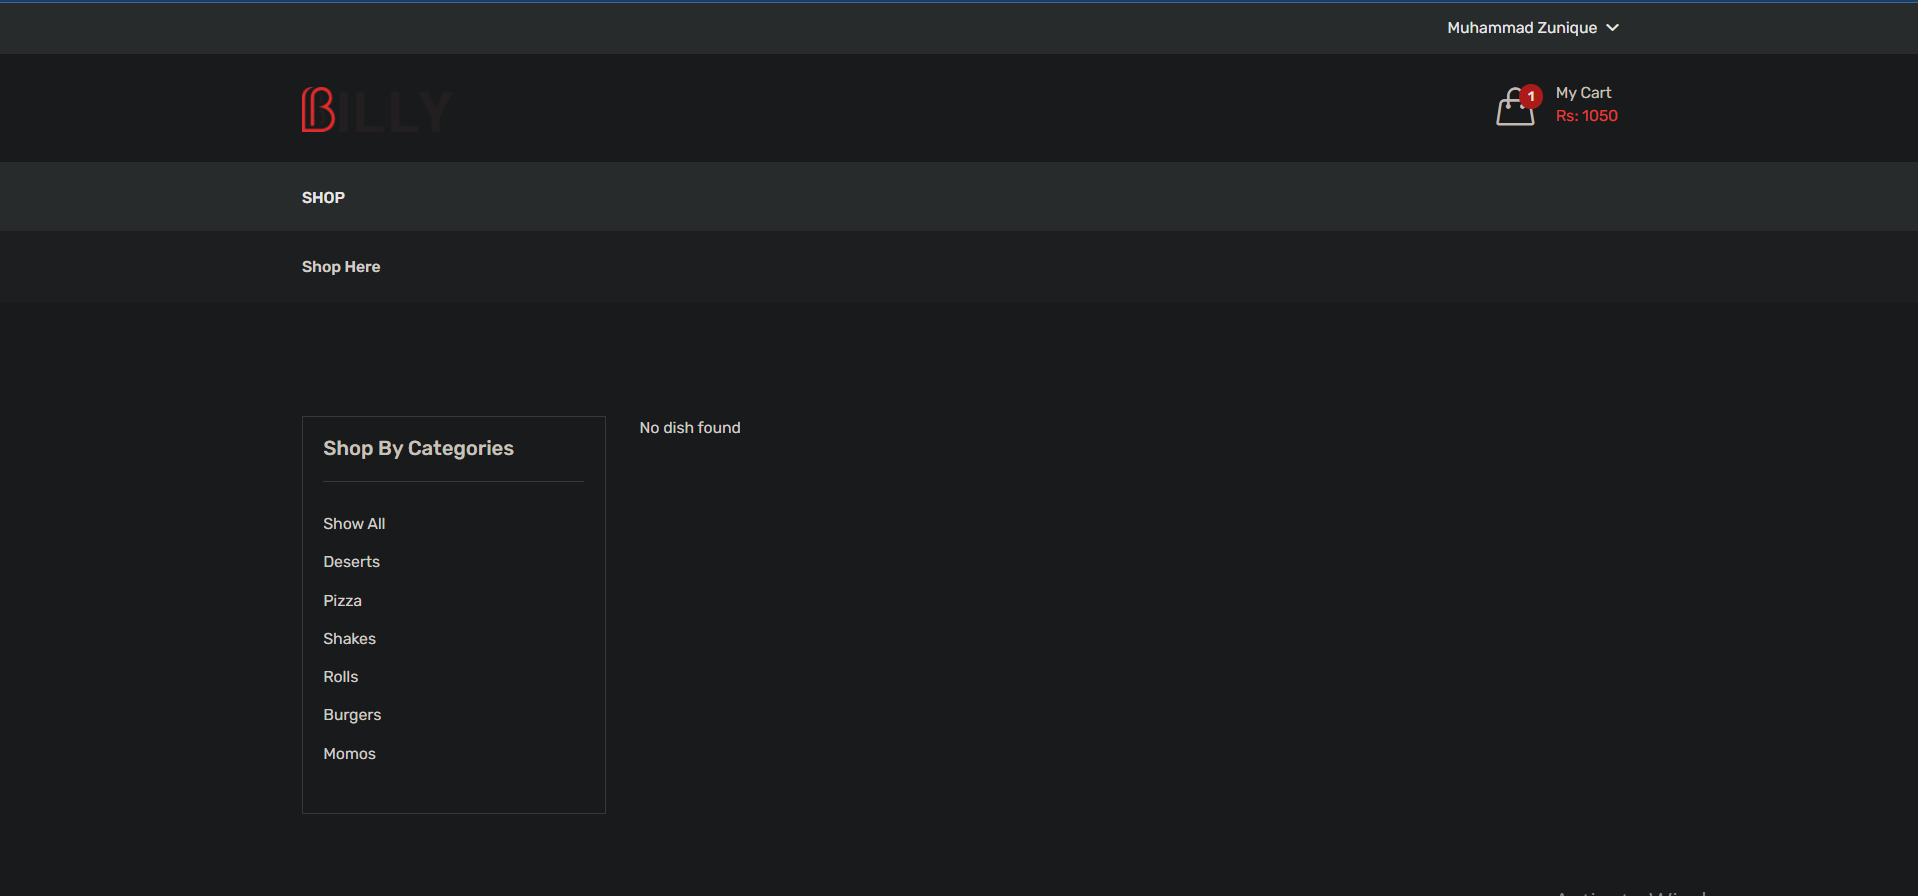 Muhammad Zunique
BILLY
1
My Cart
Rs: 1050
SHOP
Shop Here
Shop By Categories
No dish found
Show All
Deserts
Pizza
Shakes
Rolls
Burgers
Momos